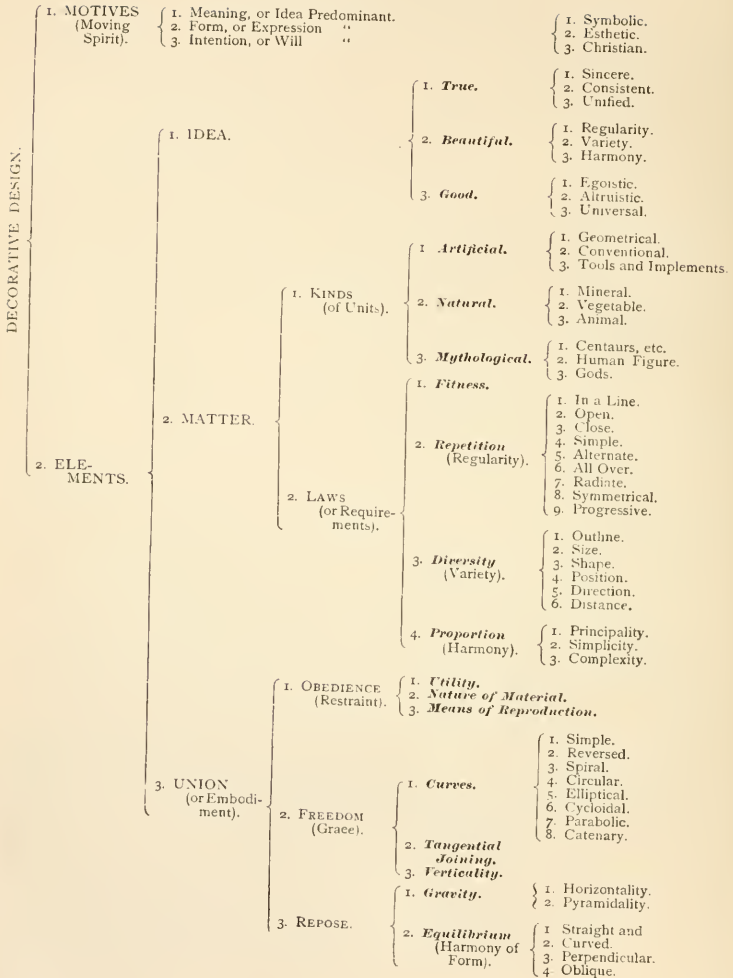 DECORATIVE DESIGN.
1. MOTIVES
(Moving
Spirit).
1. Meaning, or Idea Predominant.
2. Form, or Expression "
3. Intention, or Will "
1. Symbolic.
2. Esthetic.
3. Christian.
2. ELE-
MENTS.
1. IDEA.
1. True.
1. Sincere.
2. Consistent.
3. Unified.
2. Beautiful.
1. Regularity.
2. Variety.
3. Harmony.
3. Good.
1. Egoistic.
2. Altruistic.
3. Universal.
2. MATTER.
1. KINDS
(of Units).
1 Artificial.
1. Geometrical.
2. Conventional.
3. Tools and Implements.
2. Natural.
1. Mineral.
2. Vegetable.
3. Animal.
3. Mythological.
1. Centaurs, etc.
2. Human Figure.
3. Gods.
2. LAWS
(or Require-
ments).
1. Fitness.
2. Repetition
(Regularity).
1. In a Line.
2. Open.
3. Close.
4. Simple.
5. Alternate.
6. All Over.
7. Radiate.
8. Symmetrical.
9. Progressive.
3. Diversity
(Variety).
1. Outline.
2. Size.
3. Shape.
4. Position.
5. Direction.
6. Distance.
4. Proportion
(Harmony).
1. Principality.
2. Simplicity.
3. Complexity.
3. UNION
(or Embodi-
ment).
1. OBEDIENCE
(Restraint).
1. Utility.
2. Nature of Material.
3. Means of Reproduction.
2. FREEDOM
(Grace).
1. Curves.
1. Simple.
2. Reversed.
3. Spiral.
4. Circular.
5. Elliptical.
6. Cycloidal.
7. Parabolic.
8. Catenary.
2. Tangential
Joining.
3. Verticality.
3. REPOSE.
1. Gravity.
1. Horizontality.
2. Pyramidality.
2. Equilibrium
(Harmony of
Form).
1 Straight and
2. Curved.
3. Perpendicular.
4 Oblique.